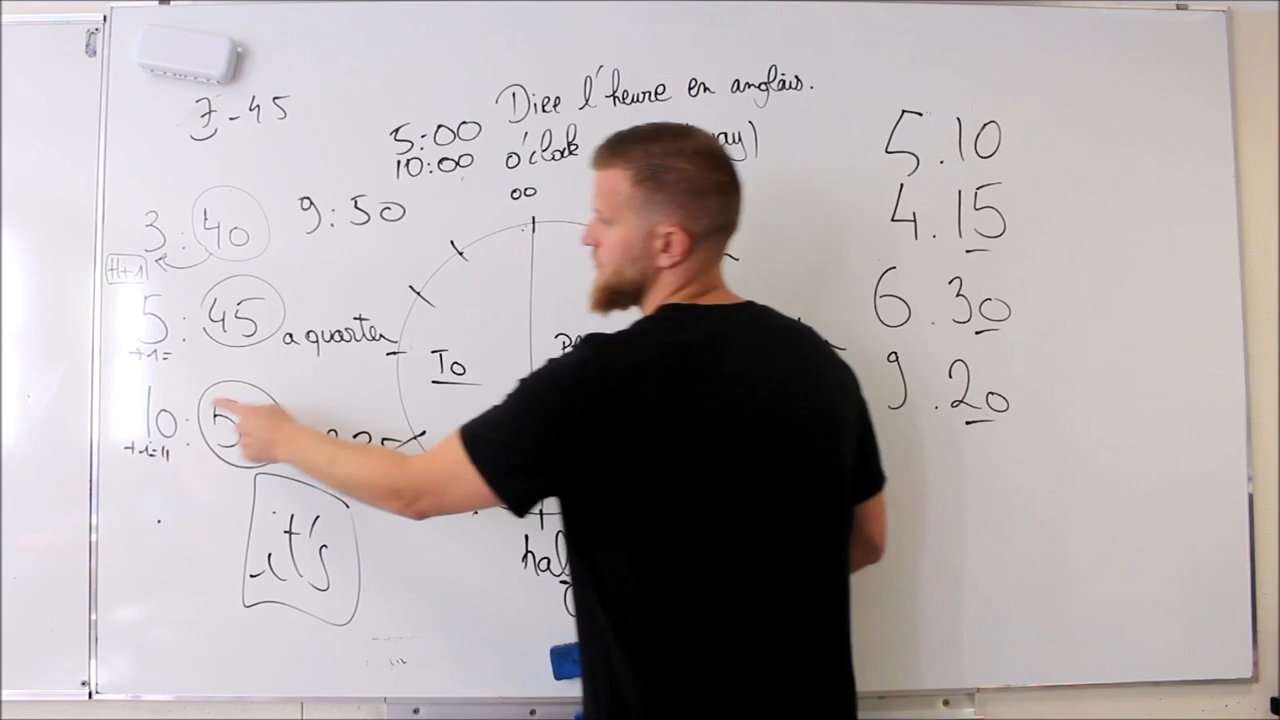 Dire l'heure en anglais.
7-45
5:00
10:00 o'clock
00
3:40 9:50
H+1
5:45 a quarter
+1=
To
10:5
+1=11
it's
5.10
4.15
6.30
9.20